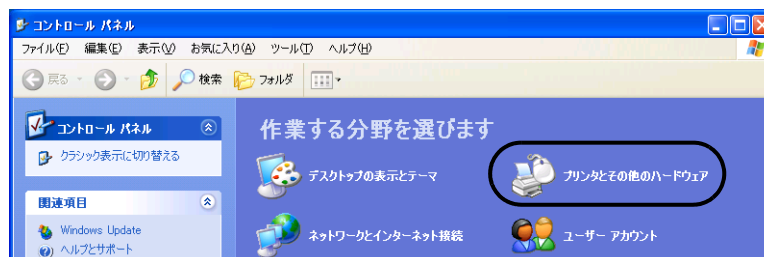 コントロール パネル
ファイル(F) 編集(E) 表示(V) お気に入り(A) ツール(T) ヘルプ(H)
戻る 検索 フォルダ
コントロール パネル
クラシック表示に切り替える
関連項目
Windows Update
ヘルプとサポート
作業する分野を選びます
デスクトップの表示とテーマ
プリンタとその他のハードウェア
ネットワークとインターネット接続
ユーザー アカウント